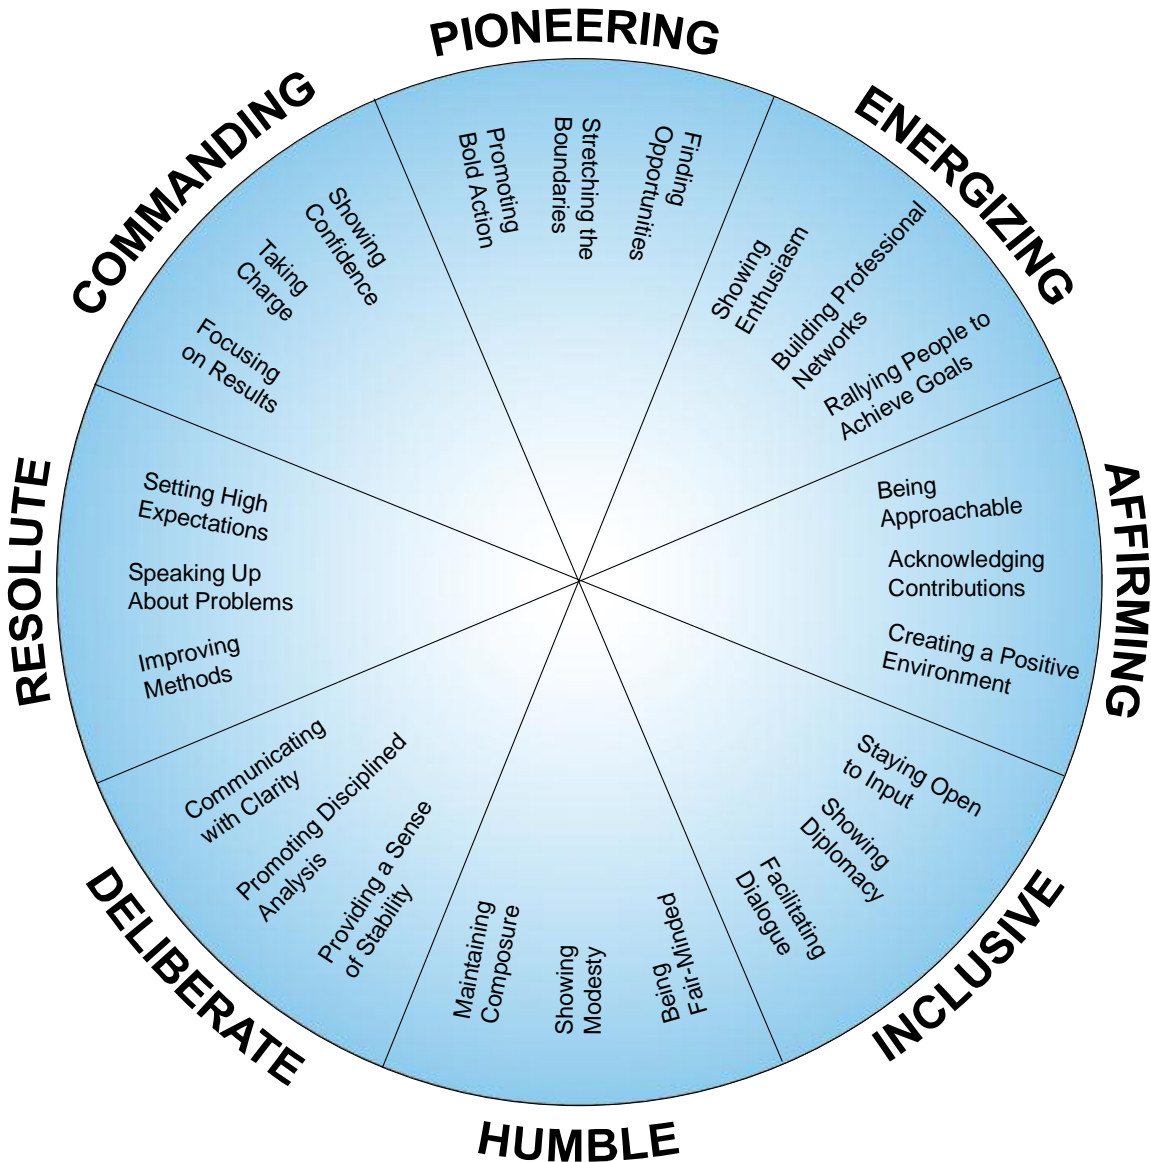 PIONEERING
Promoting
Bold Action
Stretching the
Boundaries
Finding
Opportunities
ENERGIZING
Showing
Enthusiasm
Building Professional
Networks
Rallying People to
Achieve Goals
AFFIRMING
Being
Approachable
Acknowledging
Contributions
Creating a Positive
Environment
INCLUSIVE
Staying Open
to Input
Showing
Diplomacy
Facilitating
Dialogue
HUMBLE
Being
Fair-Minded
Showing
Modesty
Maintaining
Composure
DELIBERATE
Providing a Sense
of Stability
Promoting Disciplined
Analysis
Communicating
with Clarity
RESOLUTE
Improving
Methods
Speaking Up
About Problems
Setting High
Expectations
COMMANDING
Focusing
on Results
Taking
Charge
Showing
Confidence